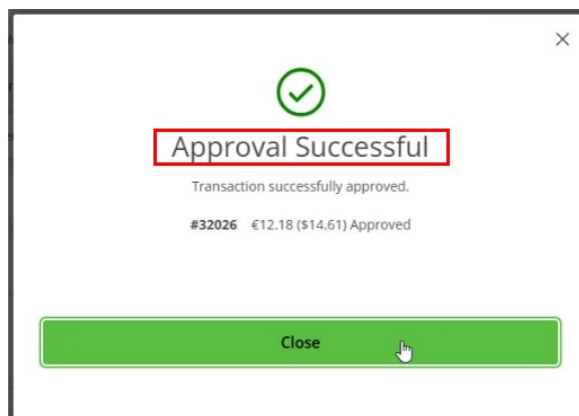 Approval Successful
Transaction successfully approved.
#32026 €12.18 ($14.61) Approved
Close